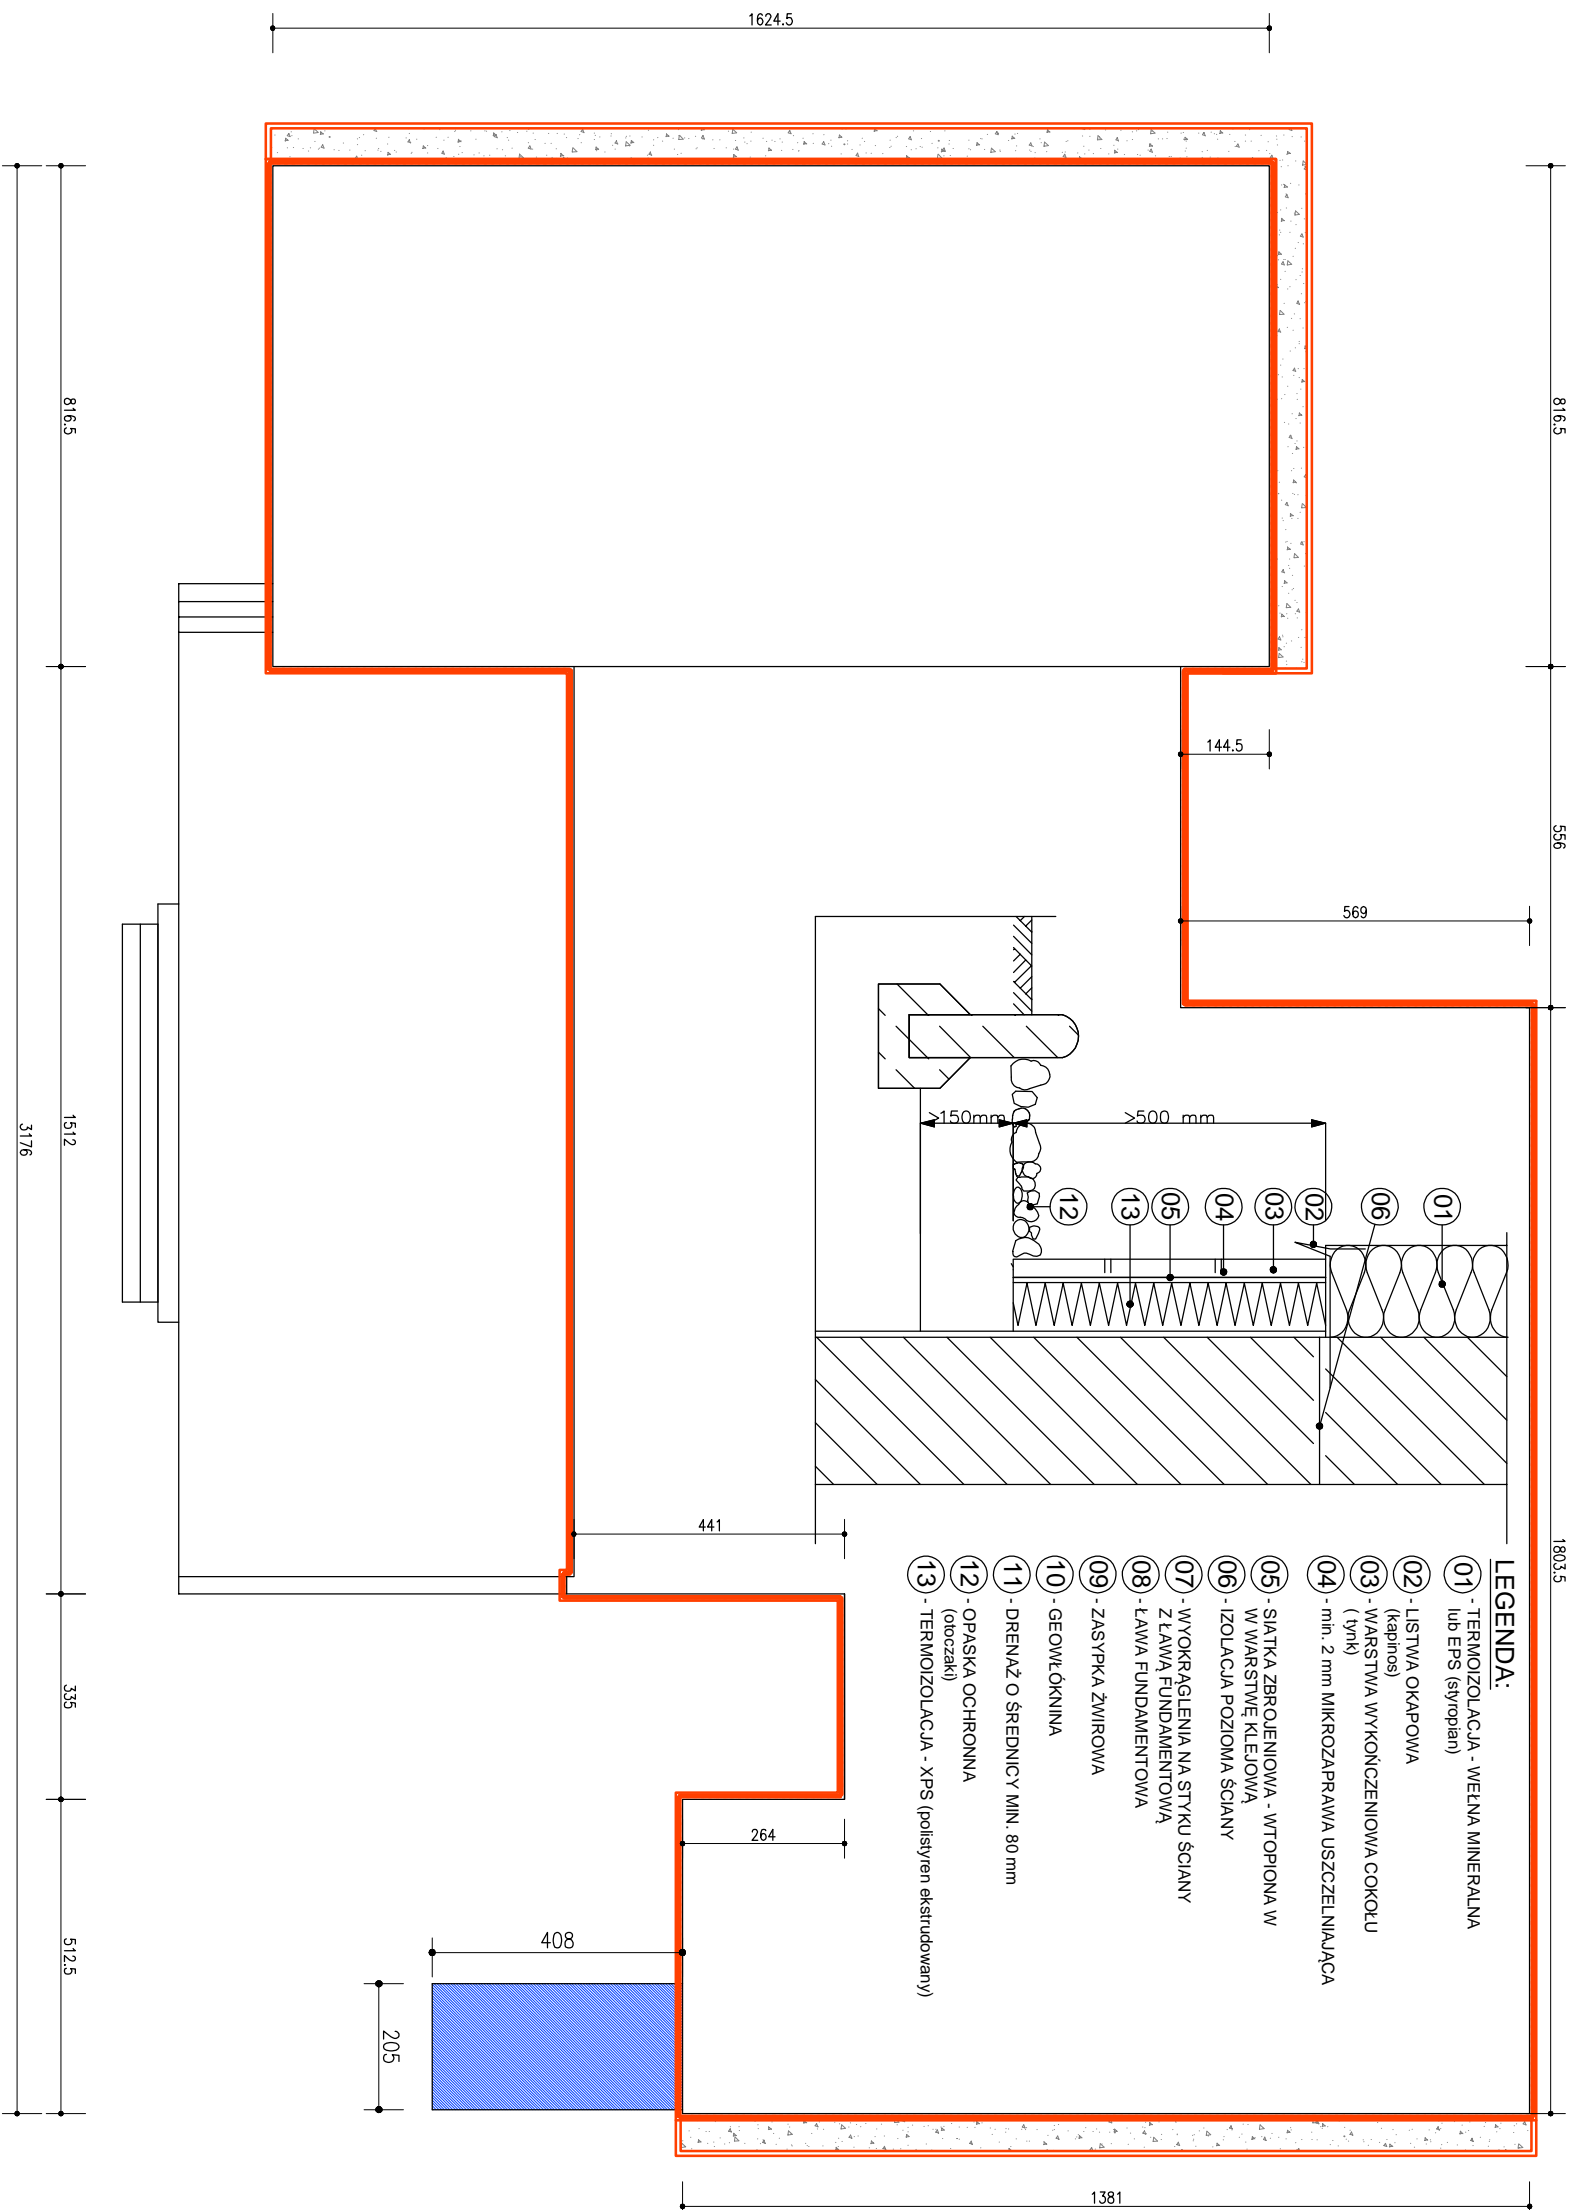 1624.5
816.5
556
1803.5
144.5
569
816.5
1512
335
512.5
3176
441
264
408
205
1381
>150mm
>500 mm
01
06
02
03
04
05
13
12
LEGENDA:
01 - TERMOIZOLACJA - WEŁNA MINERALNA
lub EPS (styropian)
02 - LISTWA OKAPOWA
(kapinos)
03 - WARSTWA WYKOŃCZENIOWA COKOŁU
( tynk)
04 - min. 2 mm MIKROZAPRAWA USZCZELNIAJĄCA
05 - SIATKA ZBROJENIOWA - WTOPIONA W
W WARSTWĘ KLEJOWĄ
06 - IZOLACJA POZIOMA ŚCIANY
07 - WYOKRĄGLENIA NA STYKU ŚCIANY
Z ŁAWĄ FUNDAMENTOWĄ
08 - ŁAWA FUNDAMENTOWA
09 - ZASYPKA ŻWIROWA
10 - GEOWŁÓKNINA
11 - DRENAŻ O ŚREDNICY MIN. 80 mm
12 - OPASKA OCHRONNA
(otoczaki)
13 - TERMOIZOLACJA - XPS (polistyren ekstrudowany)